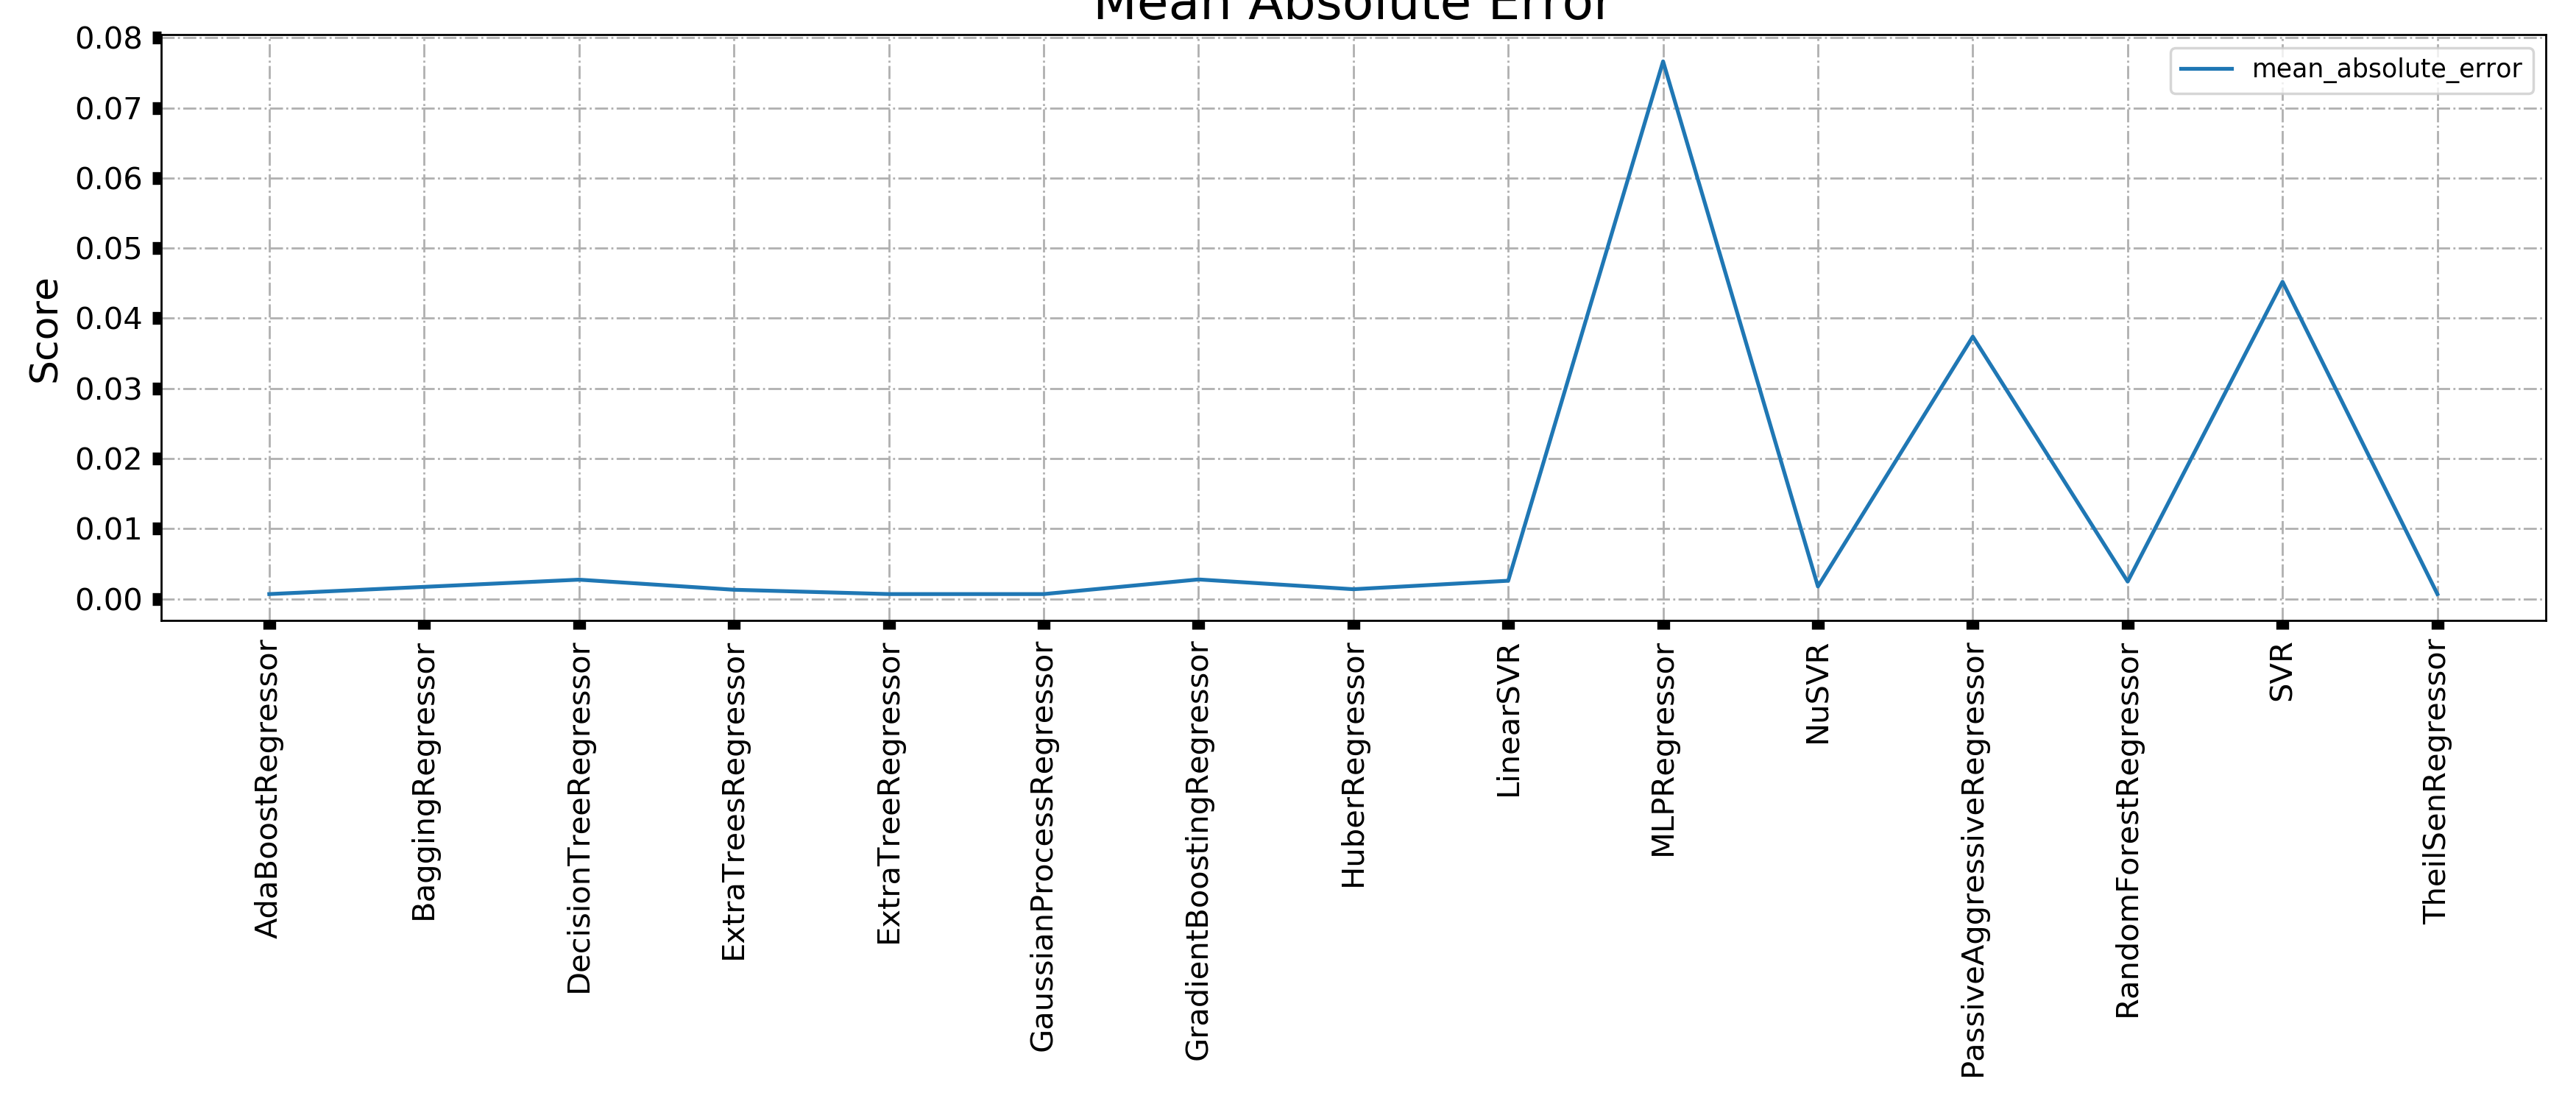 Mean Absolute Error
mean_absolute_error
Score
0.08
0.07
0.06
0.05
0.04
0.03
0.02
0.01
0.00
AdaBoostRegressor
BaggingRegressor
DecisionTreeRegressor
ExtraTreesRegressor
ExtraTreeRegressor
GaussianProcessRegressor
GradientBoostingRegressor
HuberRegressor
LinearSVR
MLPRegressor
NuSVR
PassiveAggressiveRegressor
RandomForestRegressor
SVR
TheilSenRegressor